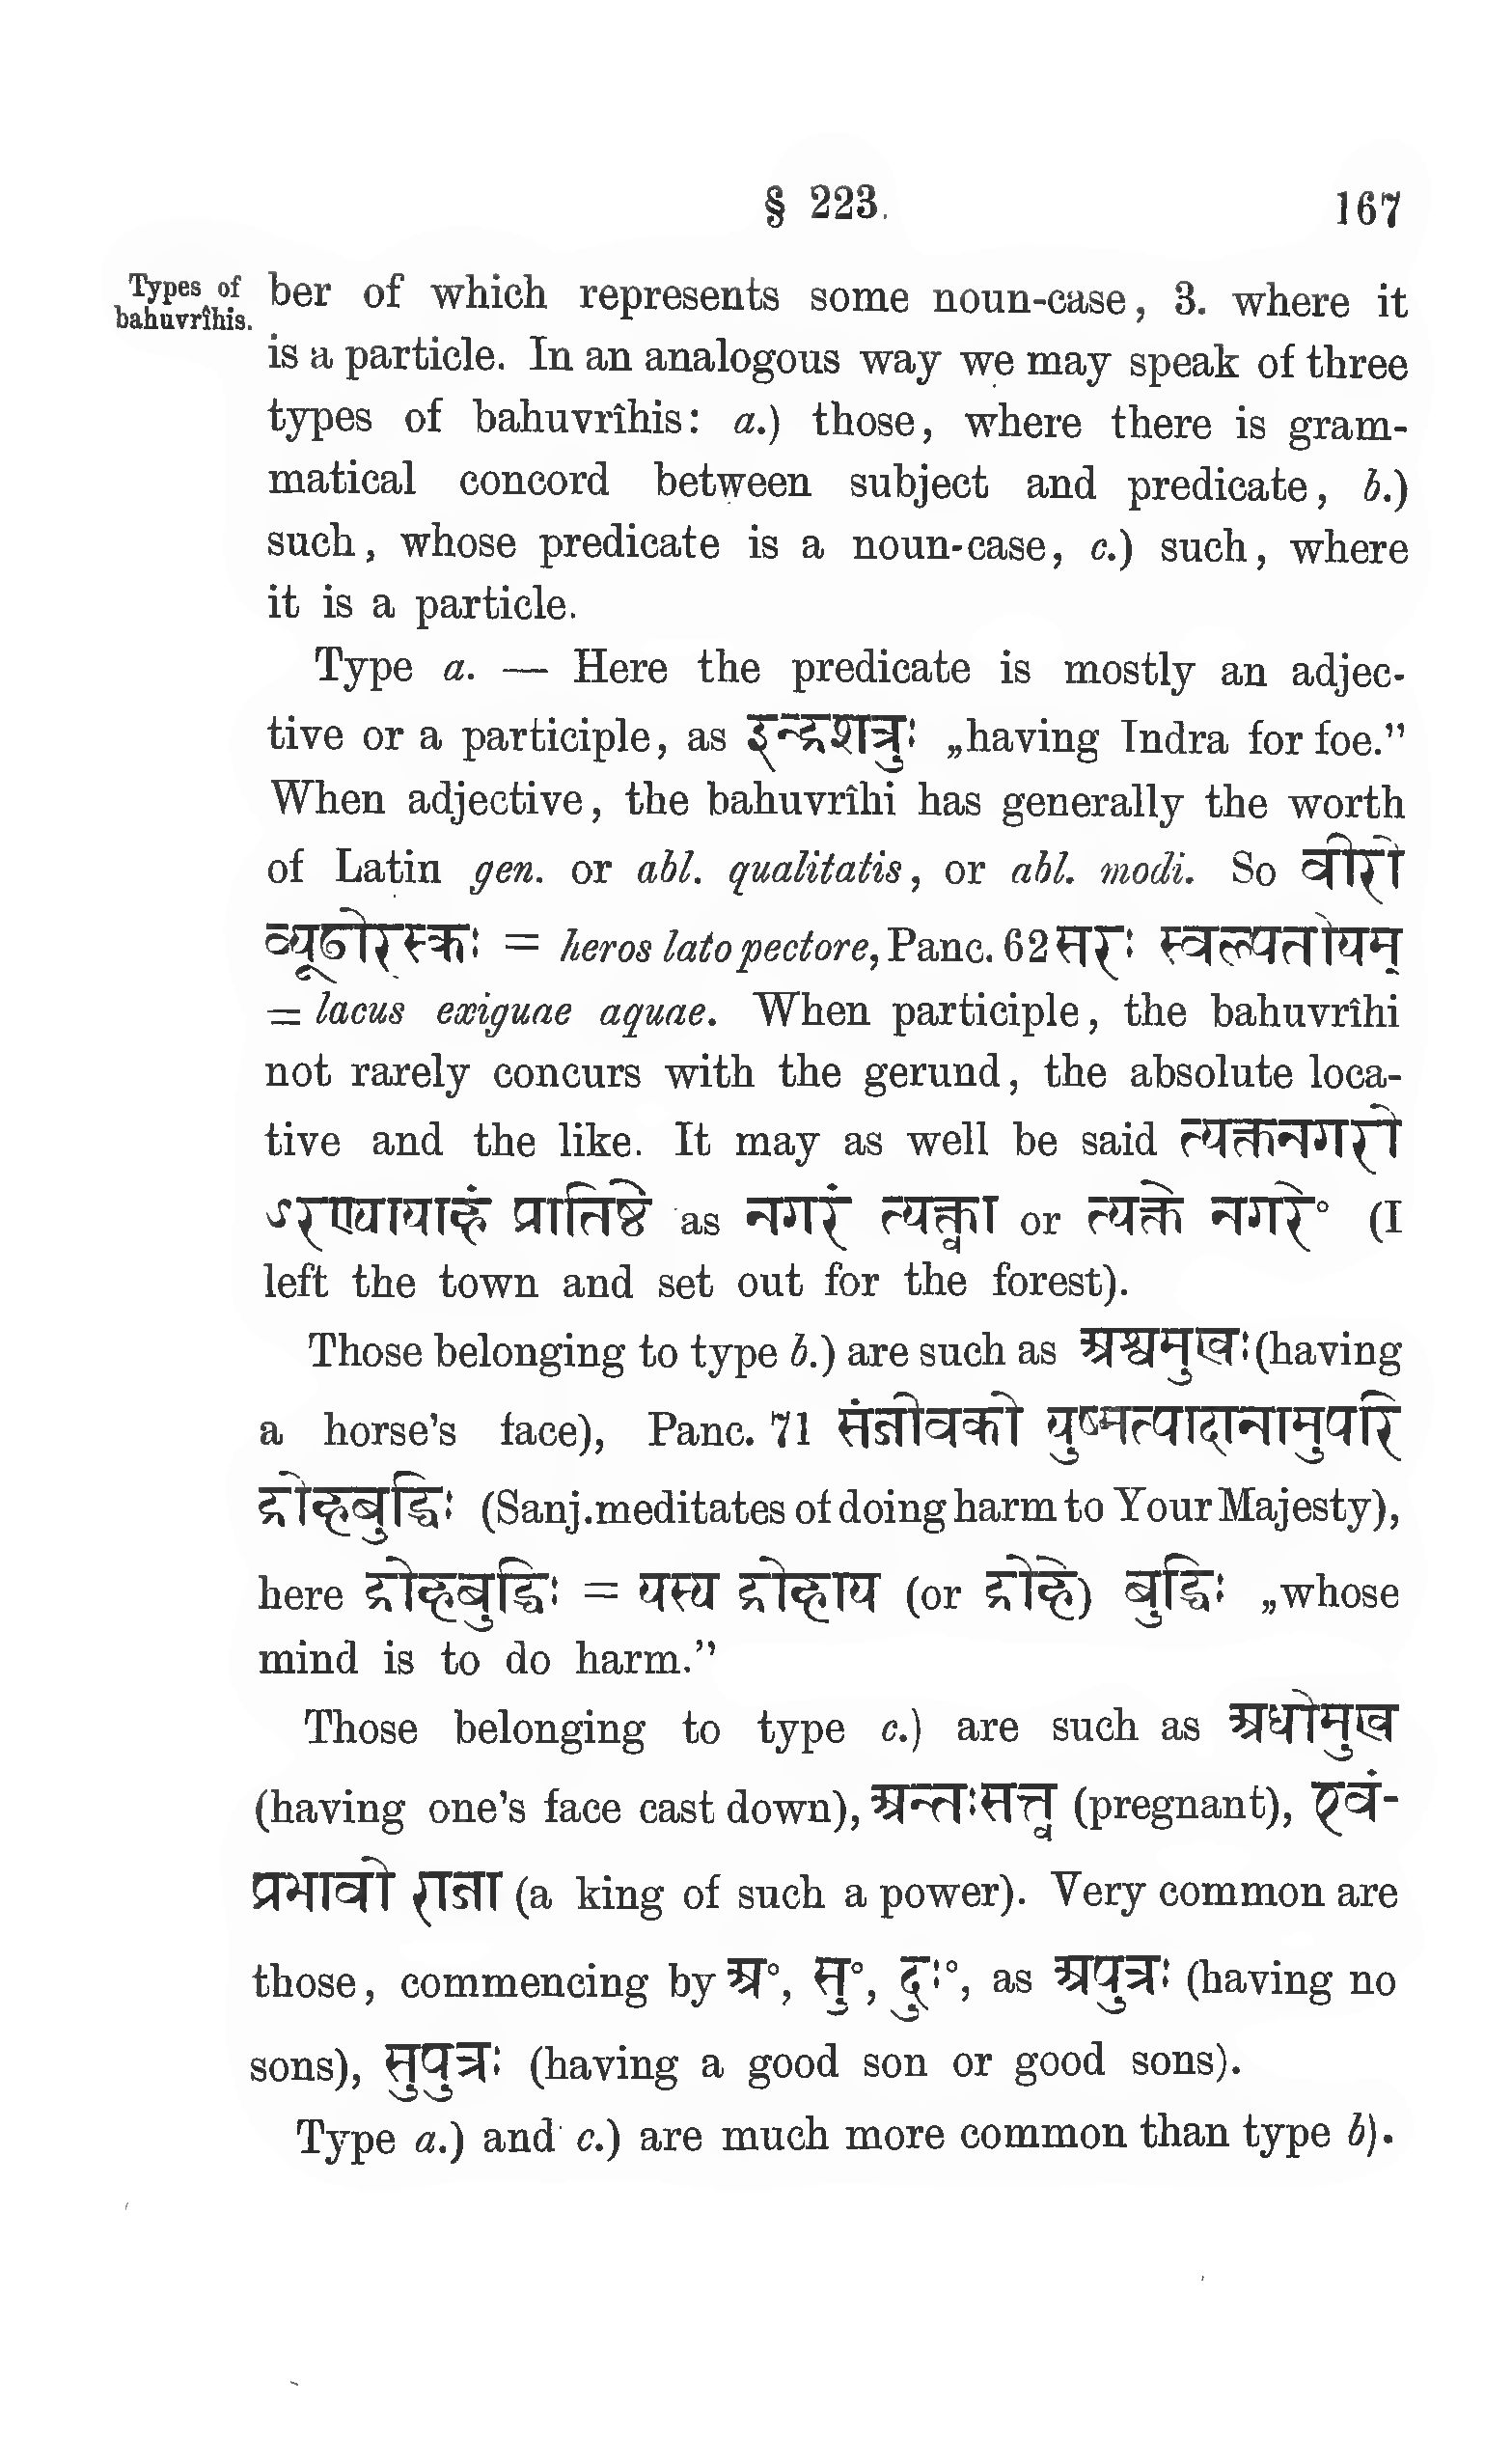 § 223.
167
Types of
bahuvrîhis.
ber of which represents some noun-case, 3. where it
is a particle. In an analogous way we may speak of three
types of bahuvrîhis: a.) those, where there is gram-
matical concord between subject and predicate, b.)
such, whose predicate is a noun-case, c.) such, where
it is a particle.
Type a. — Here the predicate is mostly an adjec-
tive or a participle, as इन्द्रशत्रुः „having Indra for foe.”
When adjective, the bahuvrîhi has generally the worth
of Latin gen. or abl. qualitatis, or abl. modi. So वीरो
व्यूढोरस्कः = heros lato pectore, Panc. 62 सरः स्वल्पतोयम्
= lacus exiguae aquae. When participle, the bahuvrîhi
not rarely concurs with the gerund, the absolute loca-
tive and the like. It may as well be said त्यक्तनगरो
ऽरण्यायाहं प्रातिष्ठे as नगरं त्यक्त्वा or त्यक्ते नगरे॰ (I
left the town and set out for the forest).
Those belonging to type b.) are such as अश्वमुखः (having
a horse's face), Panc. 71 संजीवको युष्मत्पादानामुपरि
द्रोहबुद्धिः (Sanj. meditates of doing harm to Your Majesty),
here द्रोहबुद्धिः = यस्य द्रोहाय (or द्रोहे) बुद्धिः „whose
mind is to do harm.”
Those belonging to type c.) are such as अधोमुख
(having one's face cast down), अन्तःसत्त्व (pregnant), एवं-
प्रभावो राजा (a king of such a power). Very common are
those, commencing by अ॰, सु॰, दुः॰, as अपुत्रः (having no
sons), सुपुत्रः (having a good son or good sons).
Type a.) and c.) are much more common than type b).